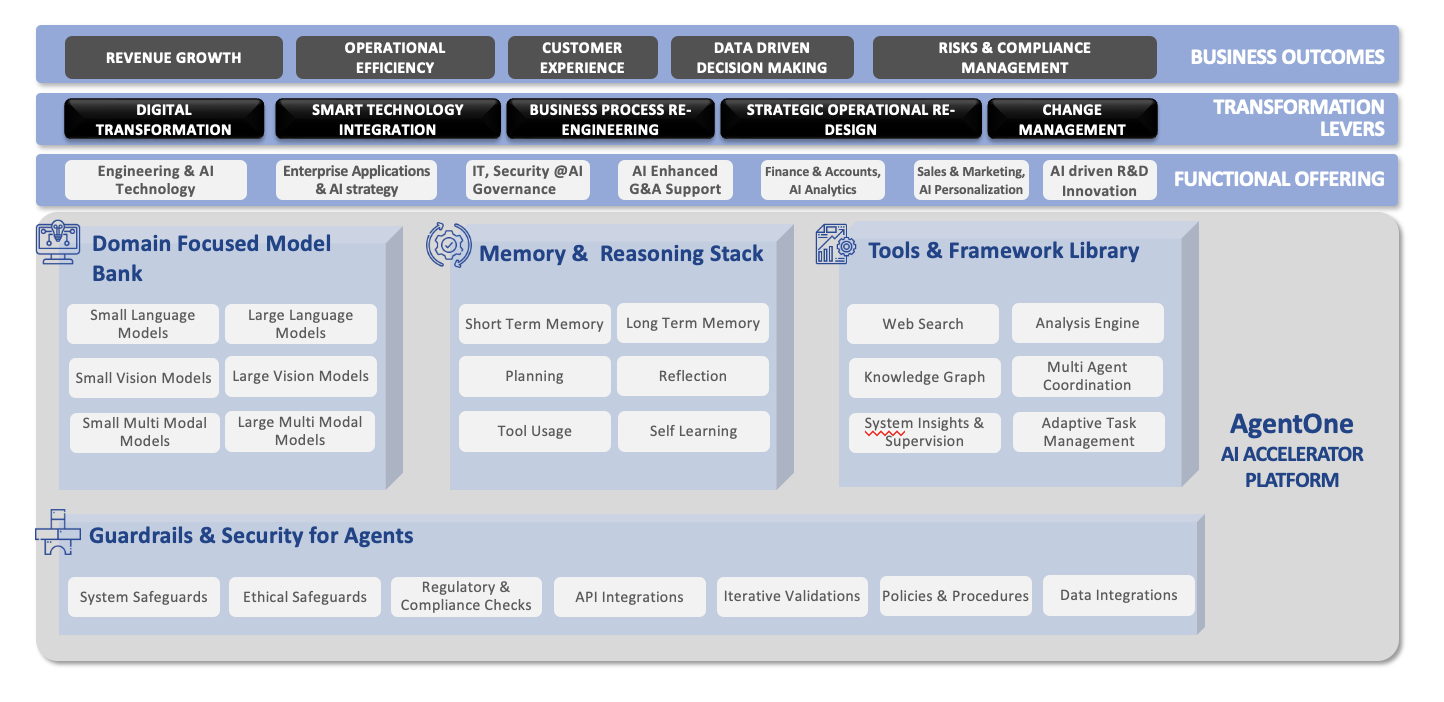 REVENUE GROWTH
OPERATIONAL
EFFICIENCY
CUSTOMER
EXPERIENCE
DATA DRIVEN
DECISION MAKING
RISKS & COMPLIANCE
MANAGEMENT
BUSINESS OUTCOMES
DIGITAL
TRANSFORMATION
SMART TECHNOLOGY
INTEGRATION
BUSINESS PROCESS RE-
ENGINEERING
STRATEGIC OPERATIONAL RE-
DESIGN
CHANGE
MANAGEMENT
TRANSFORMATION
LEVERS
Engineering & AI
Technology
Enterprise Applications
& AI strategy
IT, Security @AI
Governance
AI Enhanced
G&A Support
Finance & Accounts,
AI Analytics
Sales & Marketing,
AI Personalization
AI driven R&D
Innovation
FUNCTIONAL OFFERING
Domain Focused Model
Bank
Small Language
Models
Large Language
Models
Small Vision Models
Large Vision Models
Small Multi Modal
Models
Large Multi Modal
Models
Memory & Reasoning Stack
Short Term Memory
Long Term Memory
Planning
Reflection
Tool Usage
Self Learning
Tools & Framework Library
Web Search
Analysis Engine
Knowledge Graph
Multi Agent
Coordination
System Insights &
Supervision
Adaptive Task
Management
AgentOne
AI ACCELERATOR
PLATFORM
Guardrails & Security for Agents
System Safeguards
Ethical Safeguards
Regulatory &
Compliance Checks
API Integrations
Iterative Validations
Policies & Procedures
Data Integrations